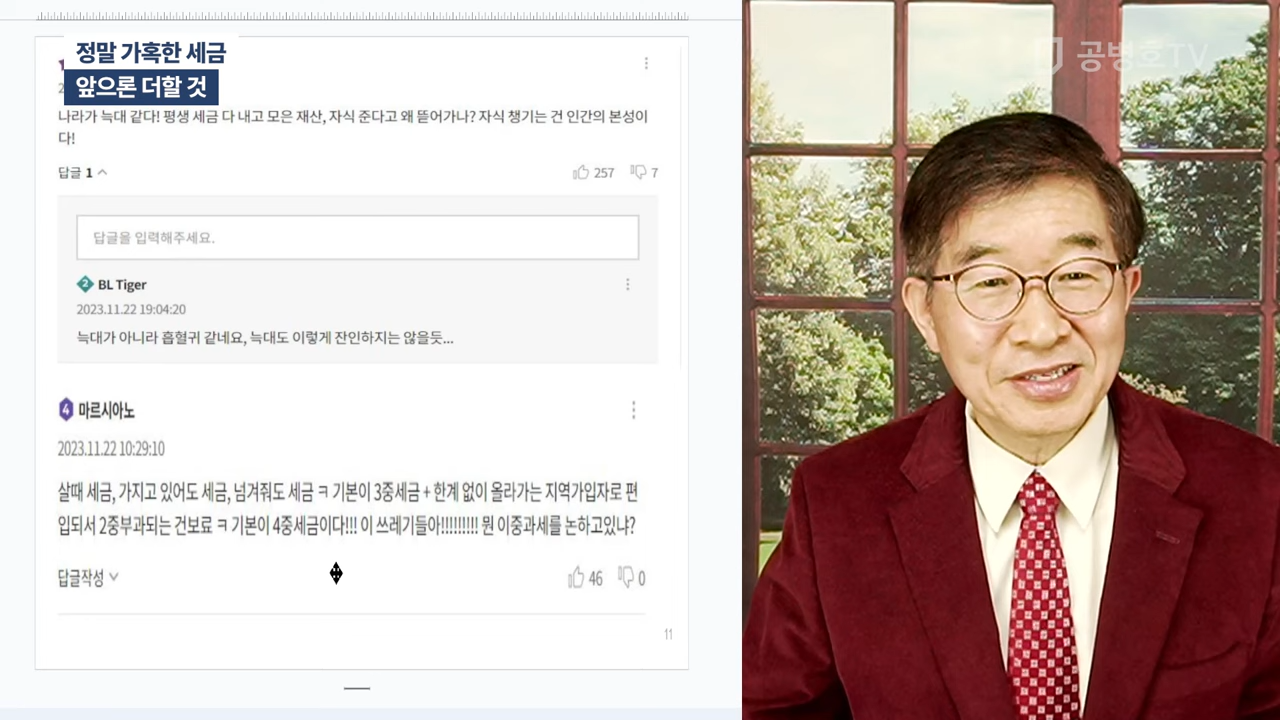 정말 가혹한 세금
앞으론 더할 것
나라가 늑대 같다! 평생 세금 다 내고 모은 재산, 자식 준다고 왜 뜯어가나? 자식 챙기는 건 인간의 본성이
다!
답글 1
257 7
답글을 입력해주세요.
2 BL Tiger
2023.11.22 19:04:20
늑대가 아니라 흡혈귀 같네요, 늑대도 이렇게 잔인하지는 않을듯...
4 마르시아노
2023.11.22 10:29:10
살때 세금, 가지고 있어도 세금, 넘겨줘도 세금 ㅋ 기본이 3중세금 + 한계 없이 올라가는 지역가입자로 편
입되서 2중부과되는 건보료 ㅋ 기본이 4중세금이다!!! 이 쓰레기들아!!!!!!!!! 뭔 이중과세를 논하고있냐?
답글작성
46 0
11
공병호TV